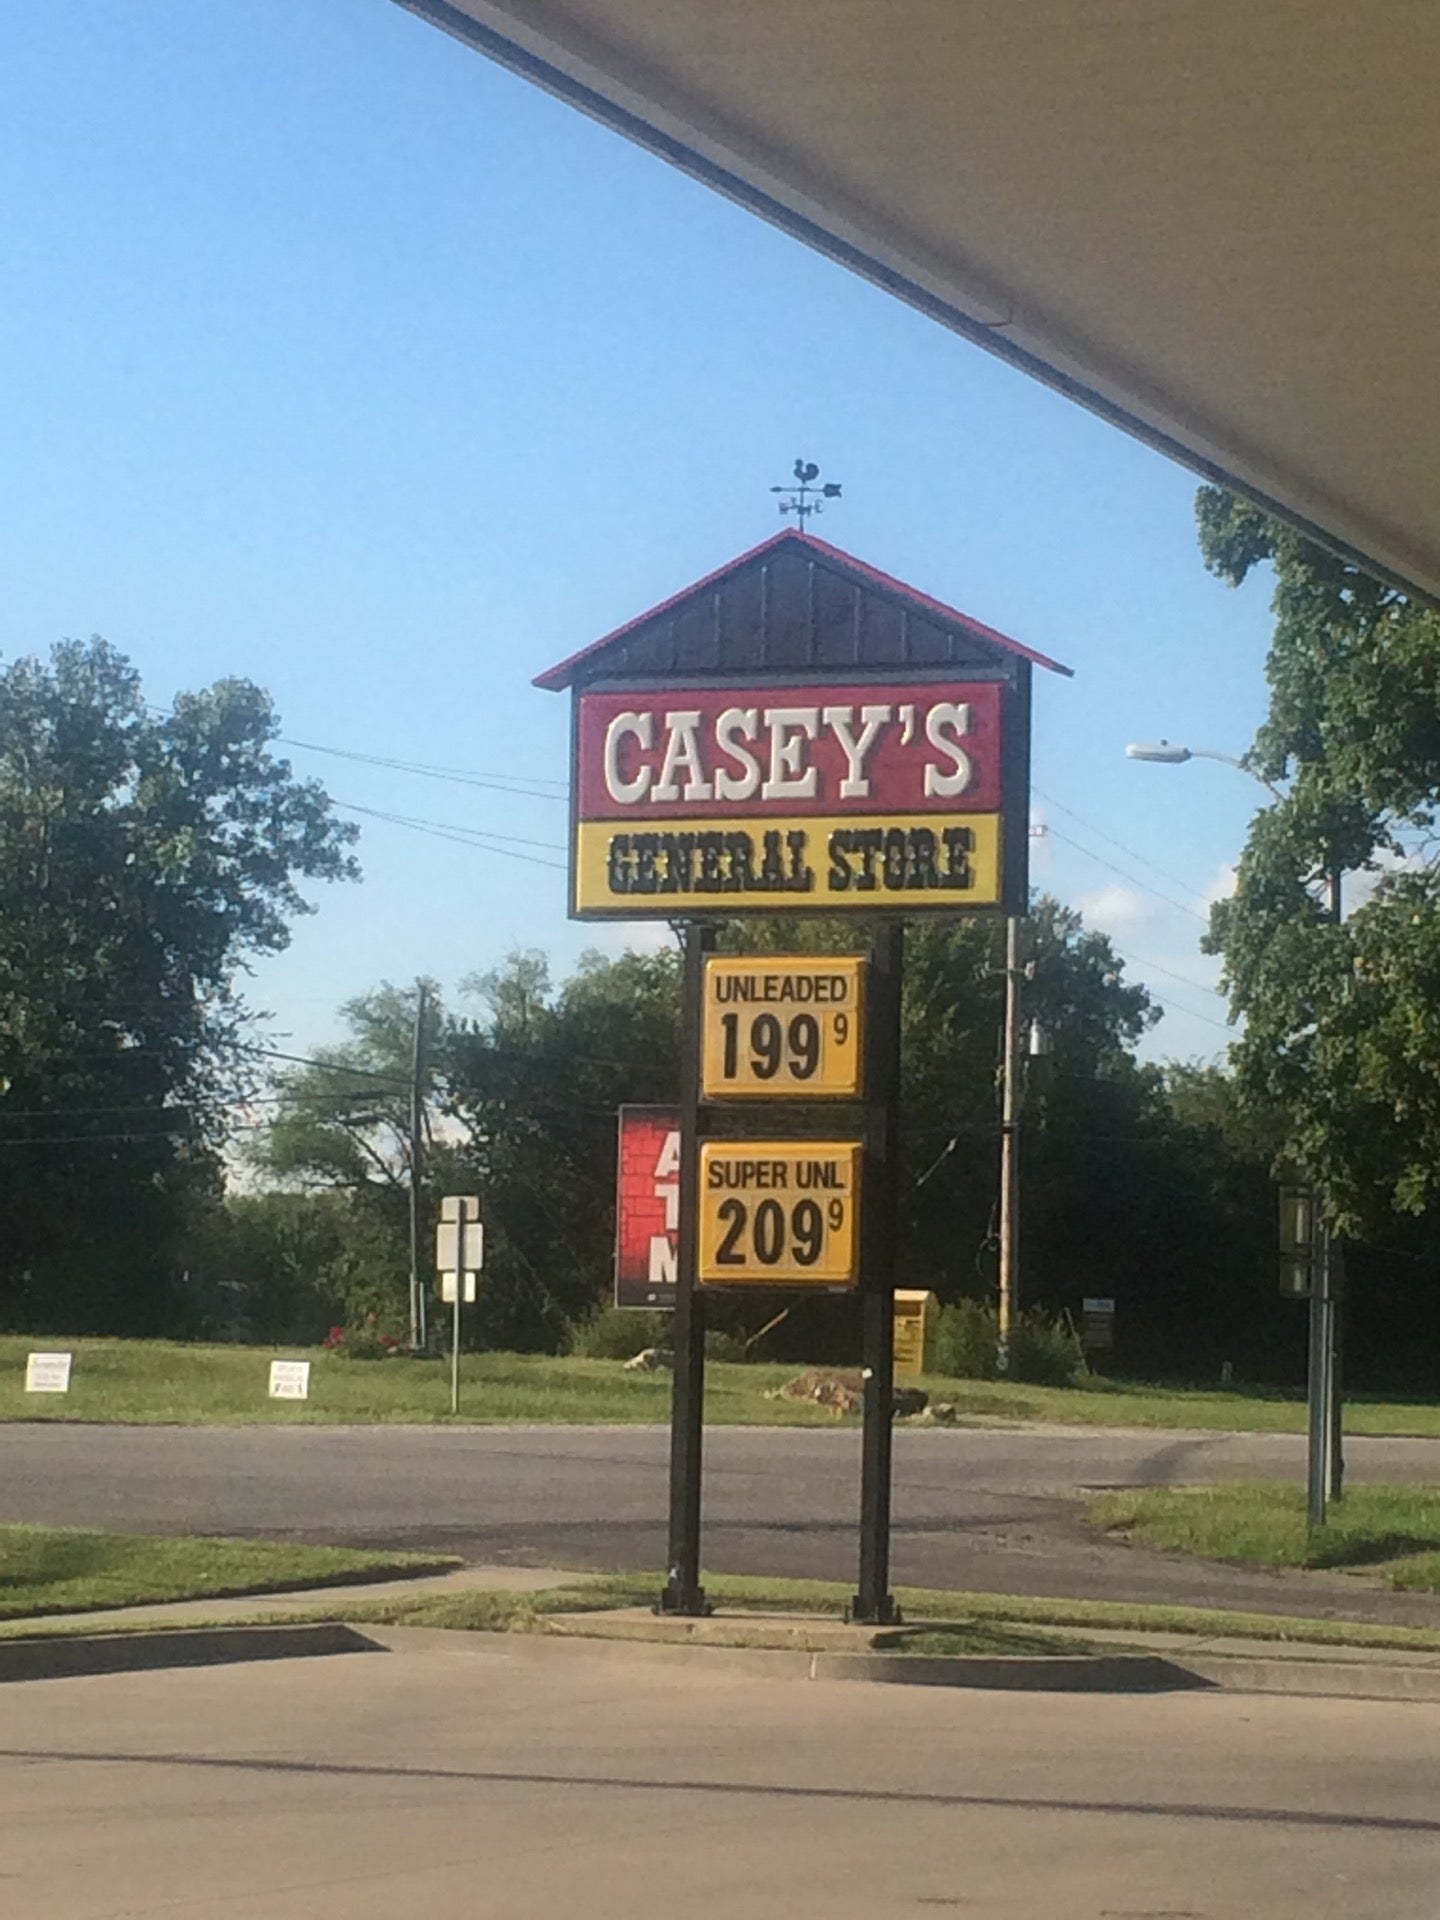 CASEY'S
GENERAL STORE
UNLEADED
199 9
A
T
M
SUPER UNL
209 9